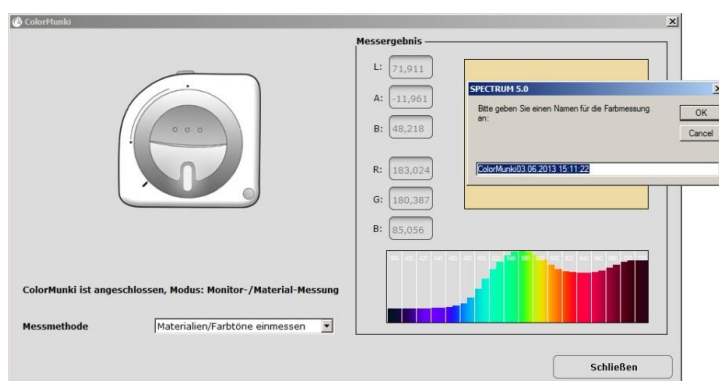 ColorMunki
Messergebnis
L: 71,911
A: -11,961
B: 48,218
R: 183,024
G: 180,387
B: 85,056
SPECTRUM 5.0
Bitte geben Sie einen Namen für die Farbmessung
an:
OK
Cancel
ColorMunki03.06.2013 15:11:22
ColorMunki ist angeschlossen, Modus: Monitor-/Material-Messung
Messmethode
Materialien/Farbtöne einmessen
Schließen